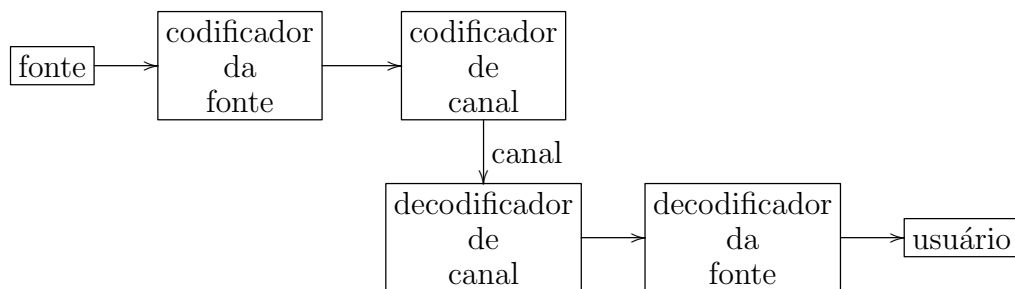 fonte
codificador
da
fonte
codificador
de
canal
canal
decodificador
de
canal
decodificador
da
fonte
usuário